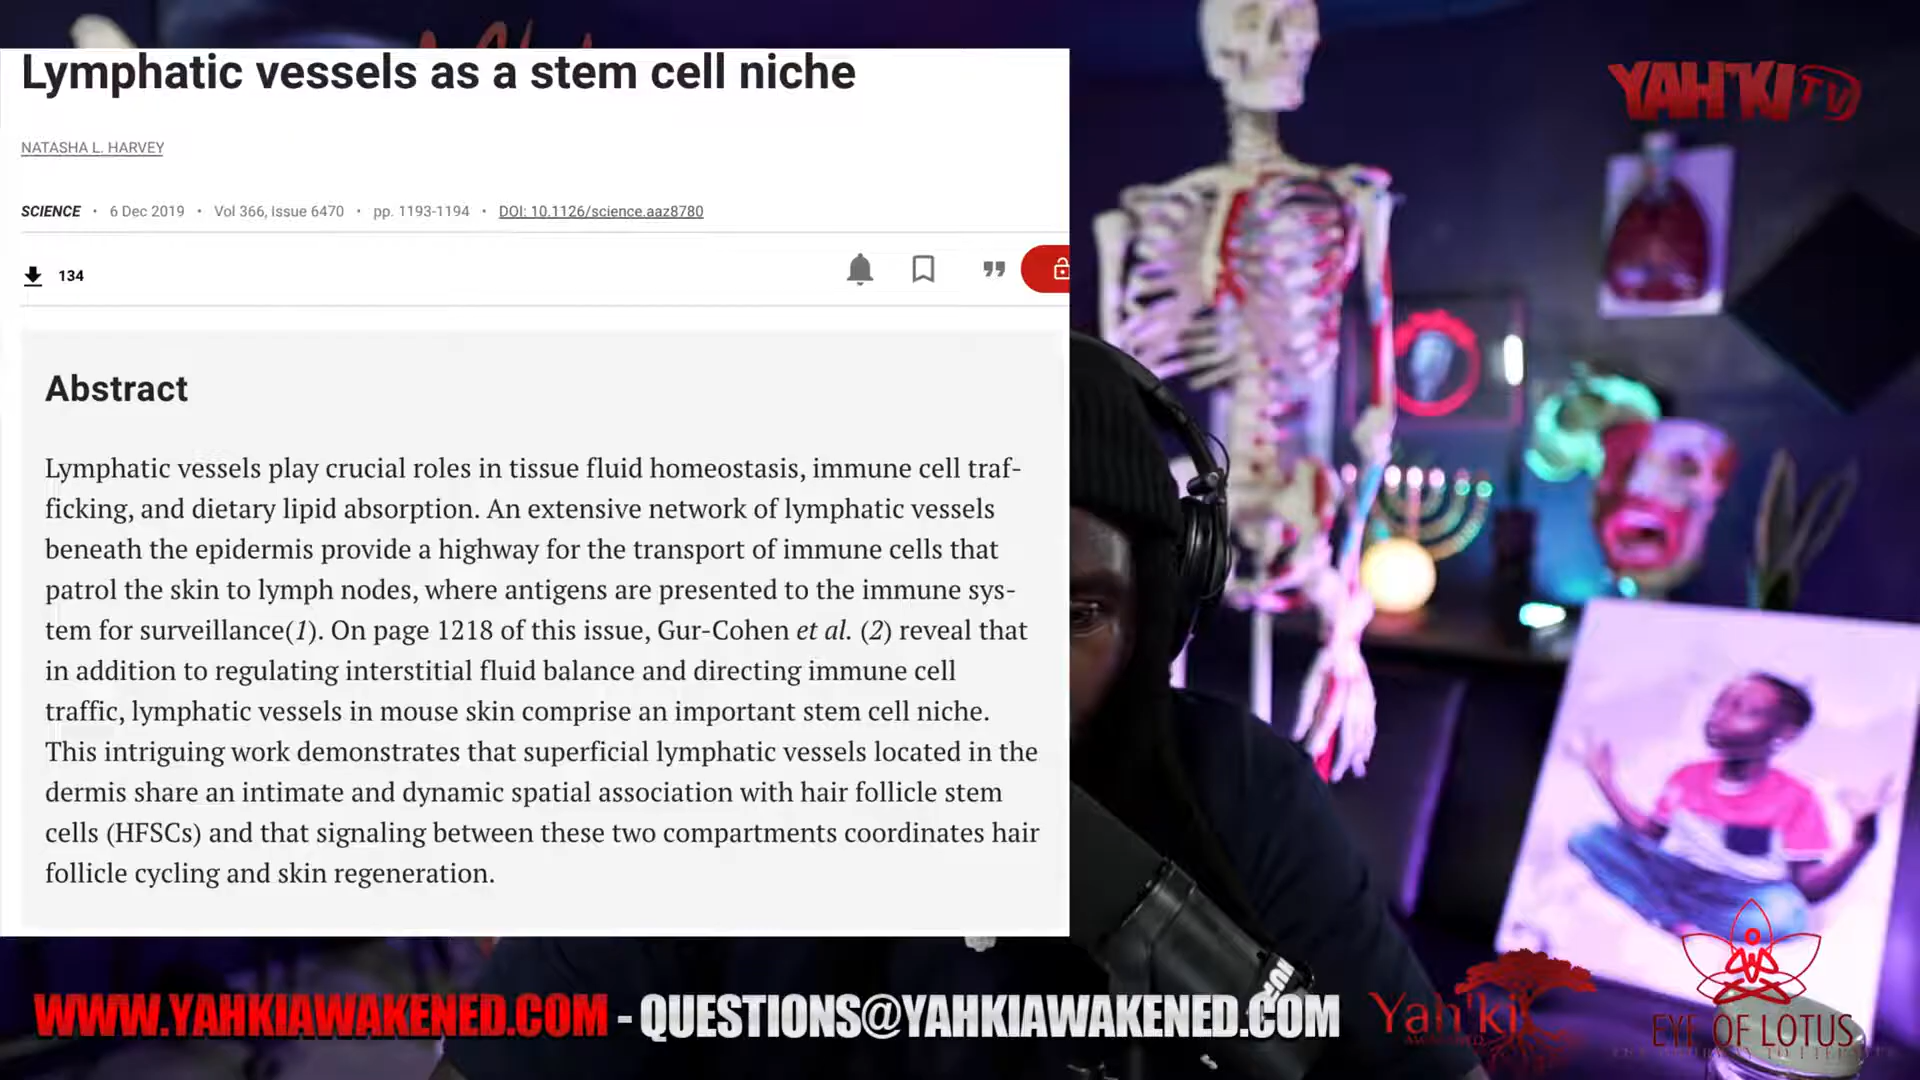 Lymphatic vessels as a stem cell niche
YAH'KI TV
NATASHA L. HARVEY
SCIENCE • 6 Dec 2019 • Vol 366, Issue 6470 • pp. 1193-1194 • DOI: 10.1126/science.aaz8780
134
Abstract
Lymphatic vessels play crucial roles in tissue fluid homeostasis, immune cell traf-
ficking, and dietary lipid absorption. An extensive network of lymphatic vessels
beneath the epidermis provide a highway for the transport of immune cells that
patrol the skin to lymph nodes, where antigens are presented to the immune sys-
tem for surveillance(1). On page 1218 of this issue, Gur-Cohen et al. (2) reveal that
in addition to regulating interstitial fluid balance and directing immune cell
traffic, lymphatic vessels in mouse skin comprise an important stem cell niche.
This intriguing work demonstrates that superficial lymphatic vessels located in the
dermis share an intimate and dynamic spatial association with hair follicle stem
cells (HFSCs) and that signaling between these two compartments coordinates hair
follicle cycling and skin regeneration.
WWW.YAHKIAWAKENED.COM - QUESTIONS@YAHKIAWAKENED.COM
Yah'ki
AWAKENED
EYE OF LOTUS